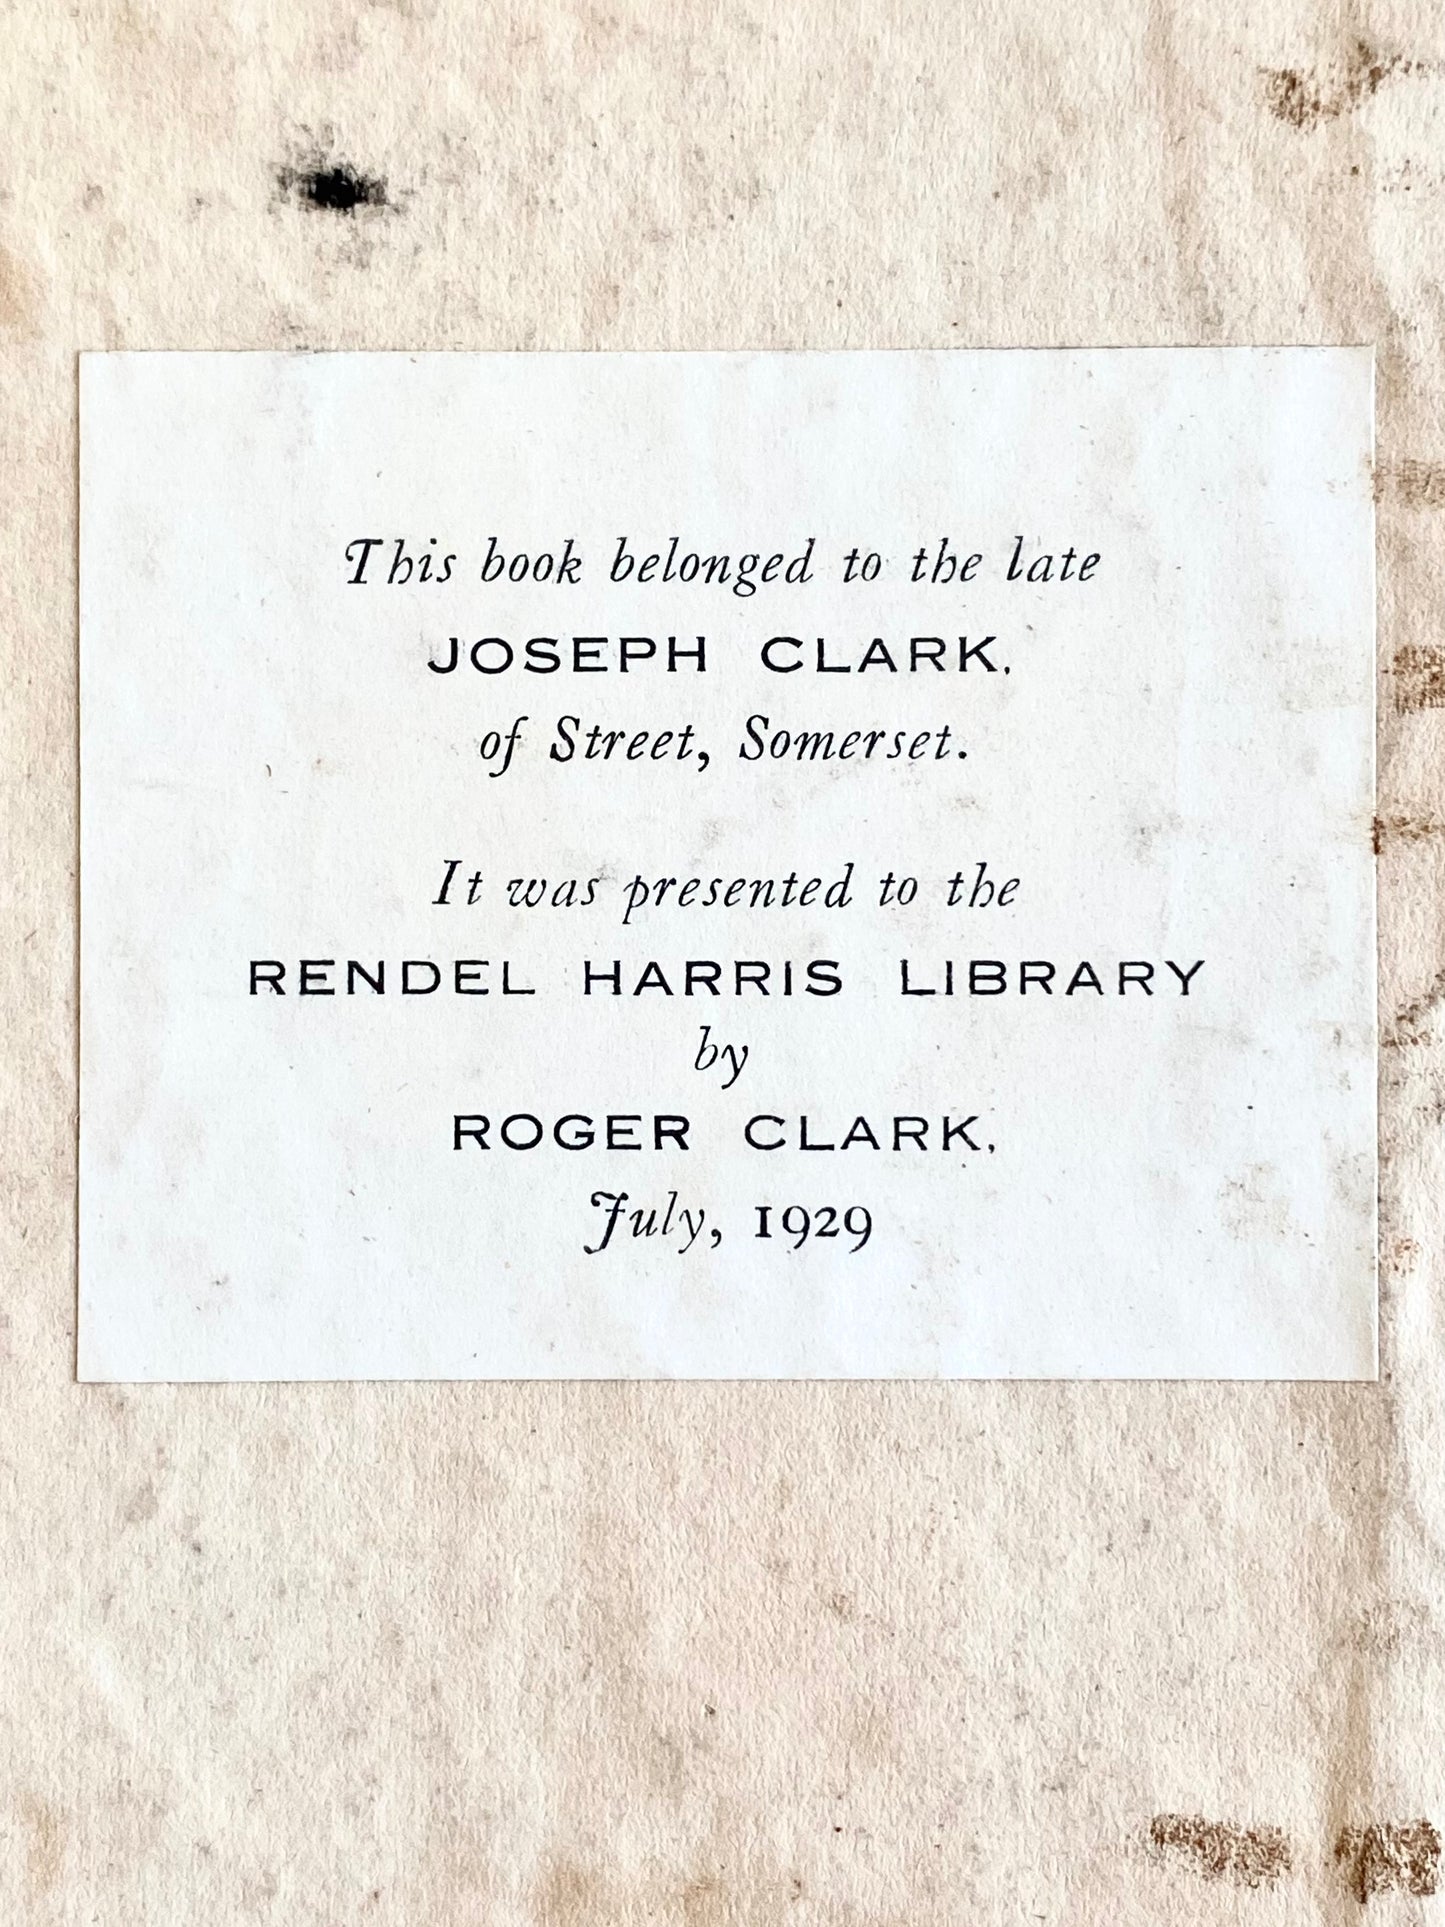 This book belonged to the late
JOSEPH CLARK,
of Street, Somerset.
It was presented to the
RENDEL HARRIS LIBRARY
by
ROGER CLARK,
July, 1929